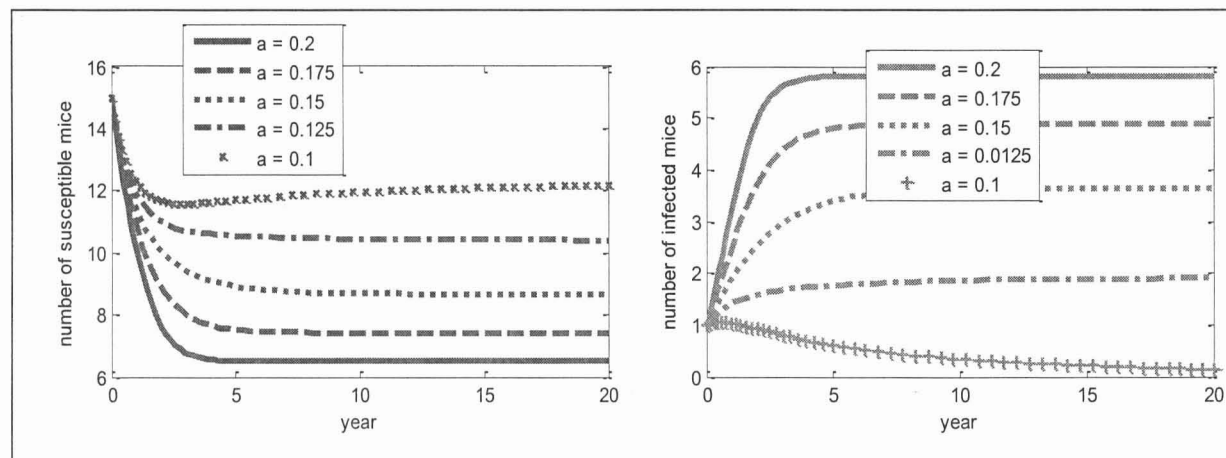 a = 0.2
a = 0.175
a = 0.15
a = 0.125
a = 0.1
number of susceptible mice
16
14
12
10
8
6
0
5
10
15
20
year
a = 0.2
a = 0.175
a = 0.15
a = 0.0125
a = 0.1
number of infected mice
6
5
4
3
2
1
0
0
5
10
15
20
year